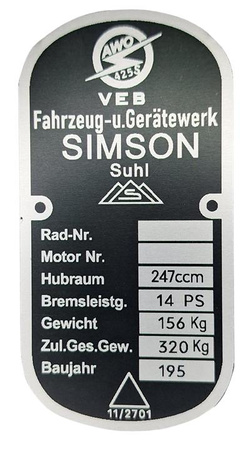 AWO
425S
VEB
Fahrzeug-u.Gerätewerk
SIMSON
Suhl
S
Rad-Nr.
Motor Nr.
Hubraum 247ccm
Bremsleistg. 14 PS
Gewicht 156 Kg
Zul.Ges.Gew. 320 Kg
Baujahr 195
11/2701